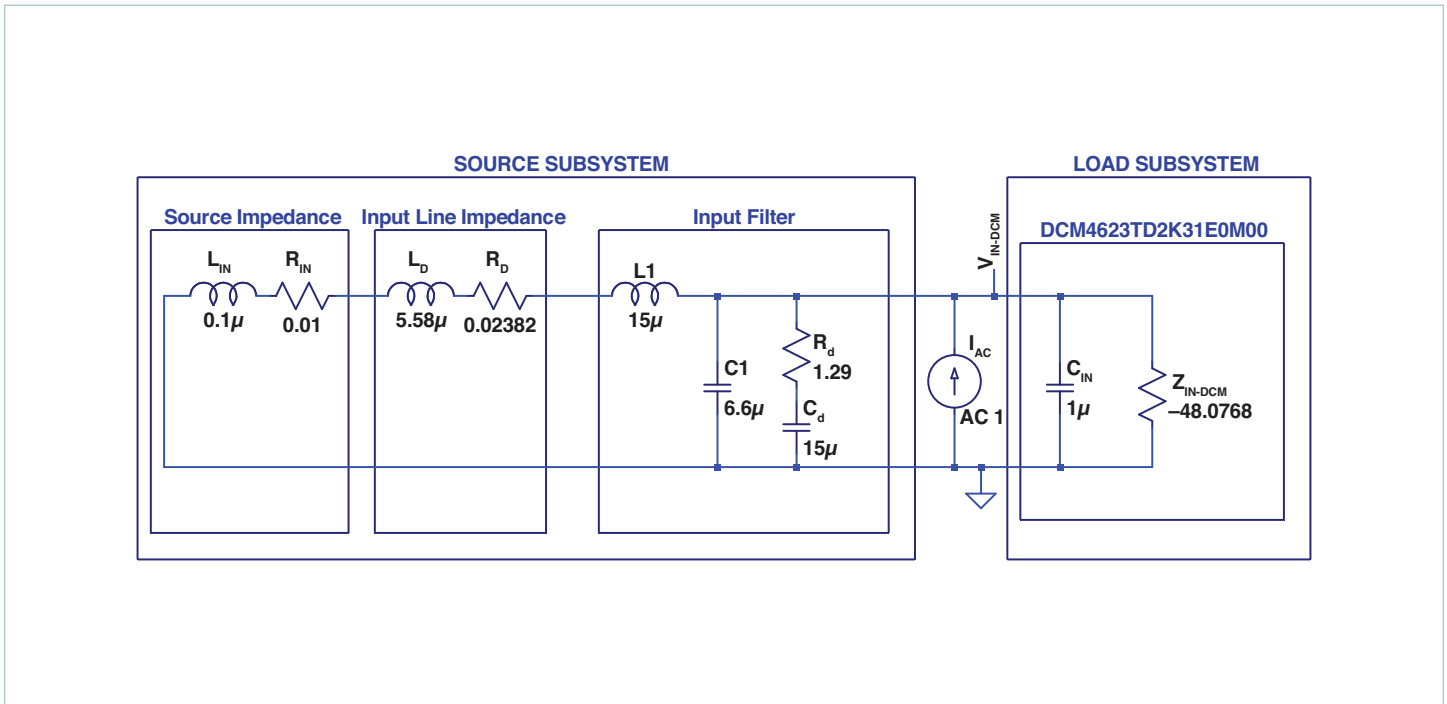 SOURCE SUBSYSTEM
LOAD SUBSYSTEM
Source Impedance
Input Line Impedance
Input Filter
DCM4623TD2K31E0M00
V_IN-DCM
L_IN
R_IN
0.1µ
0.01
L_D
R_D
5.58µ
0.02382
L1
15µ
C1
6.6µ
R_d
1.29
C_d
15µ
I_AC
AC 1
C_IN
1µ
Z_IN-DCM
–48.0768